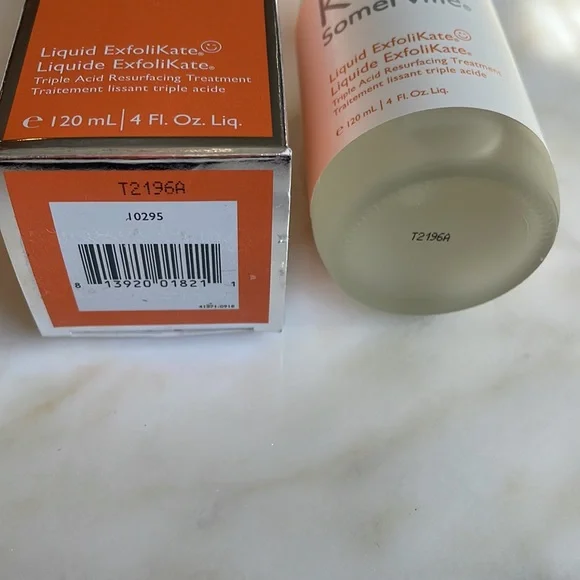 Liquid ExfoliKate®
Liquide ExfoliKate®
Triple Acid Resurfacing Treatment
Traitement lissant triple acide
e 120 mL | 4 Fl. Oz. Liq.
T2196A
10295
8 13920 01821 1
Somerville®
Liquid ExfoliKate®
Liquide ExfoliKate®
Triple Acid Resurfacing Treatment
Traitement lissant triple acide
e 120 mL | 4 Fl. Oz. Liq.
T2196A